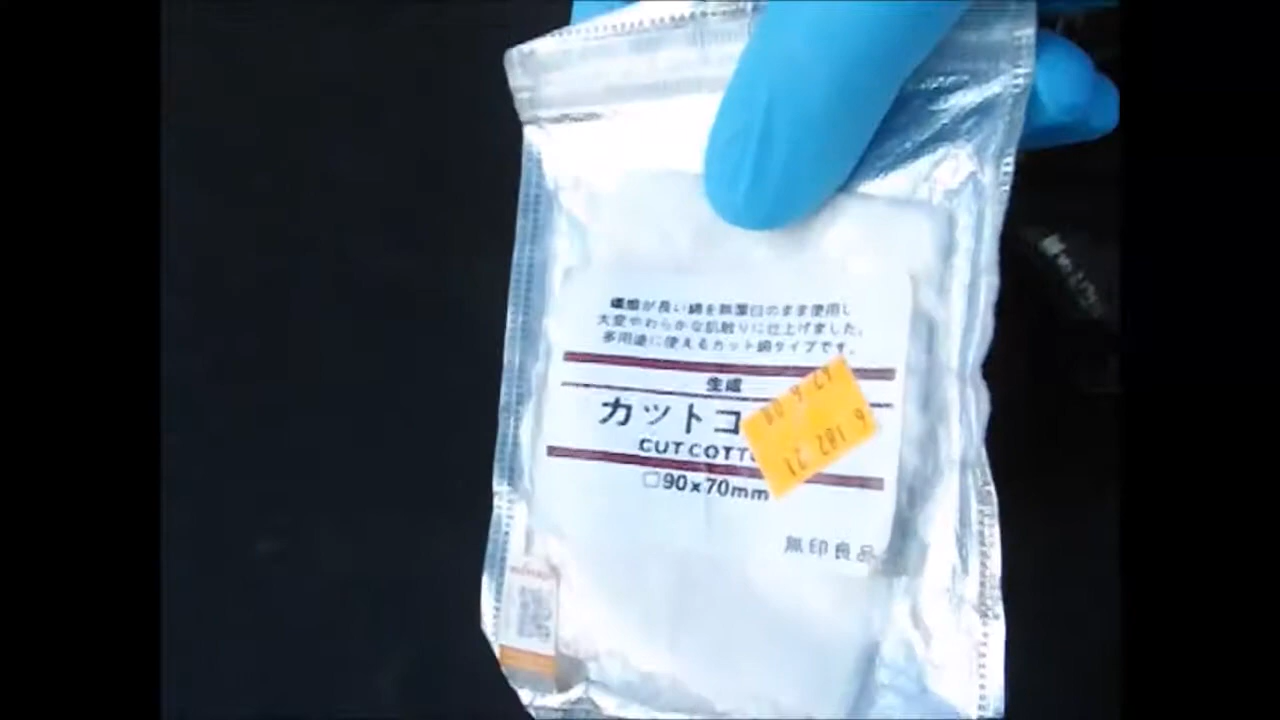 繊維が長い綿を無漂白のまま使用し
大変やわらかな肌触りに仕上げました。
多用途に使えるカット綿タイプです。
生成
カットコ
CUT COTT
□90×70mm
無印良品